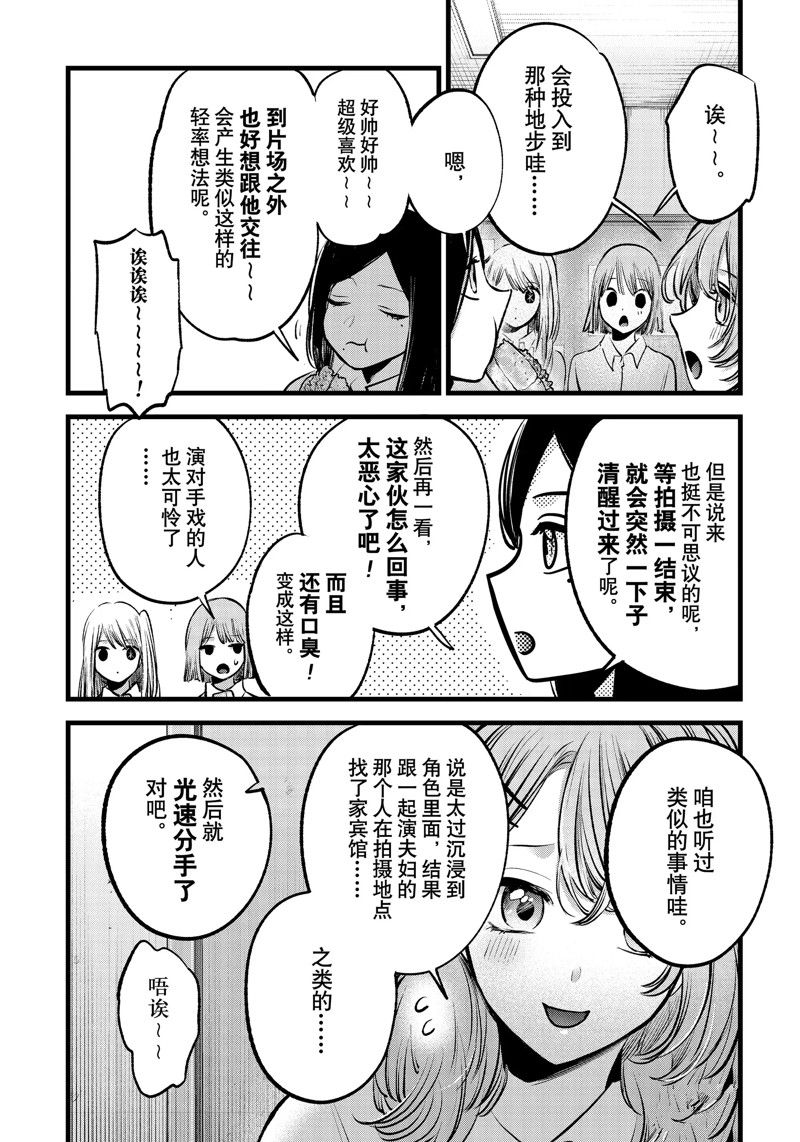 诶～～。
会投入到
那种地步哇……
嗯，
好帅好帅～
超级喜欢～～
到片场之外
也好想跟他交往～～
会产生类似这样的
轻率想法呢。
诶诶诶～～～～！
但是说来
也挺不可思议的呢，
等拍摄一结束，
就会突然一下子
清醒过来了呢。
然后再一看，
这家伙怎么回事，
太恶心了吧！
而且
还有口臭！
变成这样。
演对手戏的人
也太可怜了
……
咱也听过
类似的事情哇。
说是太过沉浸到
角色里面，结果
跟一起演夫妇的
那个人在拍摄地点
找了家宾馆……
之类的……
然后就
光速分手了
对吧。
唔诶～～